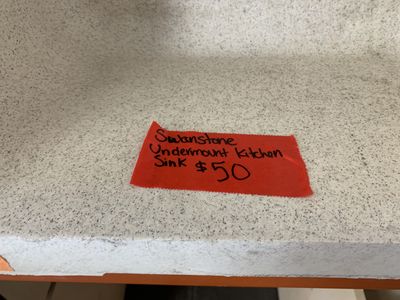 Swanstone
Undermount Kitchen
Sink $50